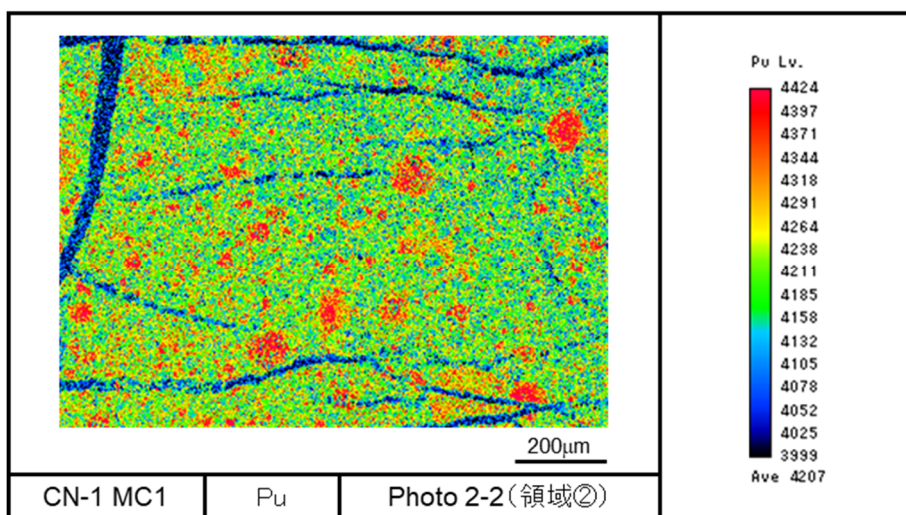 Pu Lv.
4424
4397
4371
4344
4318
4291
4264
4238
4211
4185
4158
4132
4105
4078
4052
4025
3999
Ave 4207
200μm
CN-1 MC1
Pu
Photo 2-2(領域②)